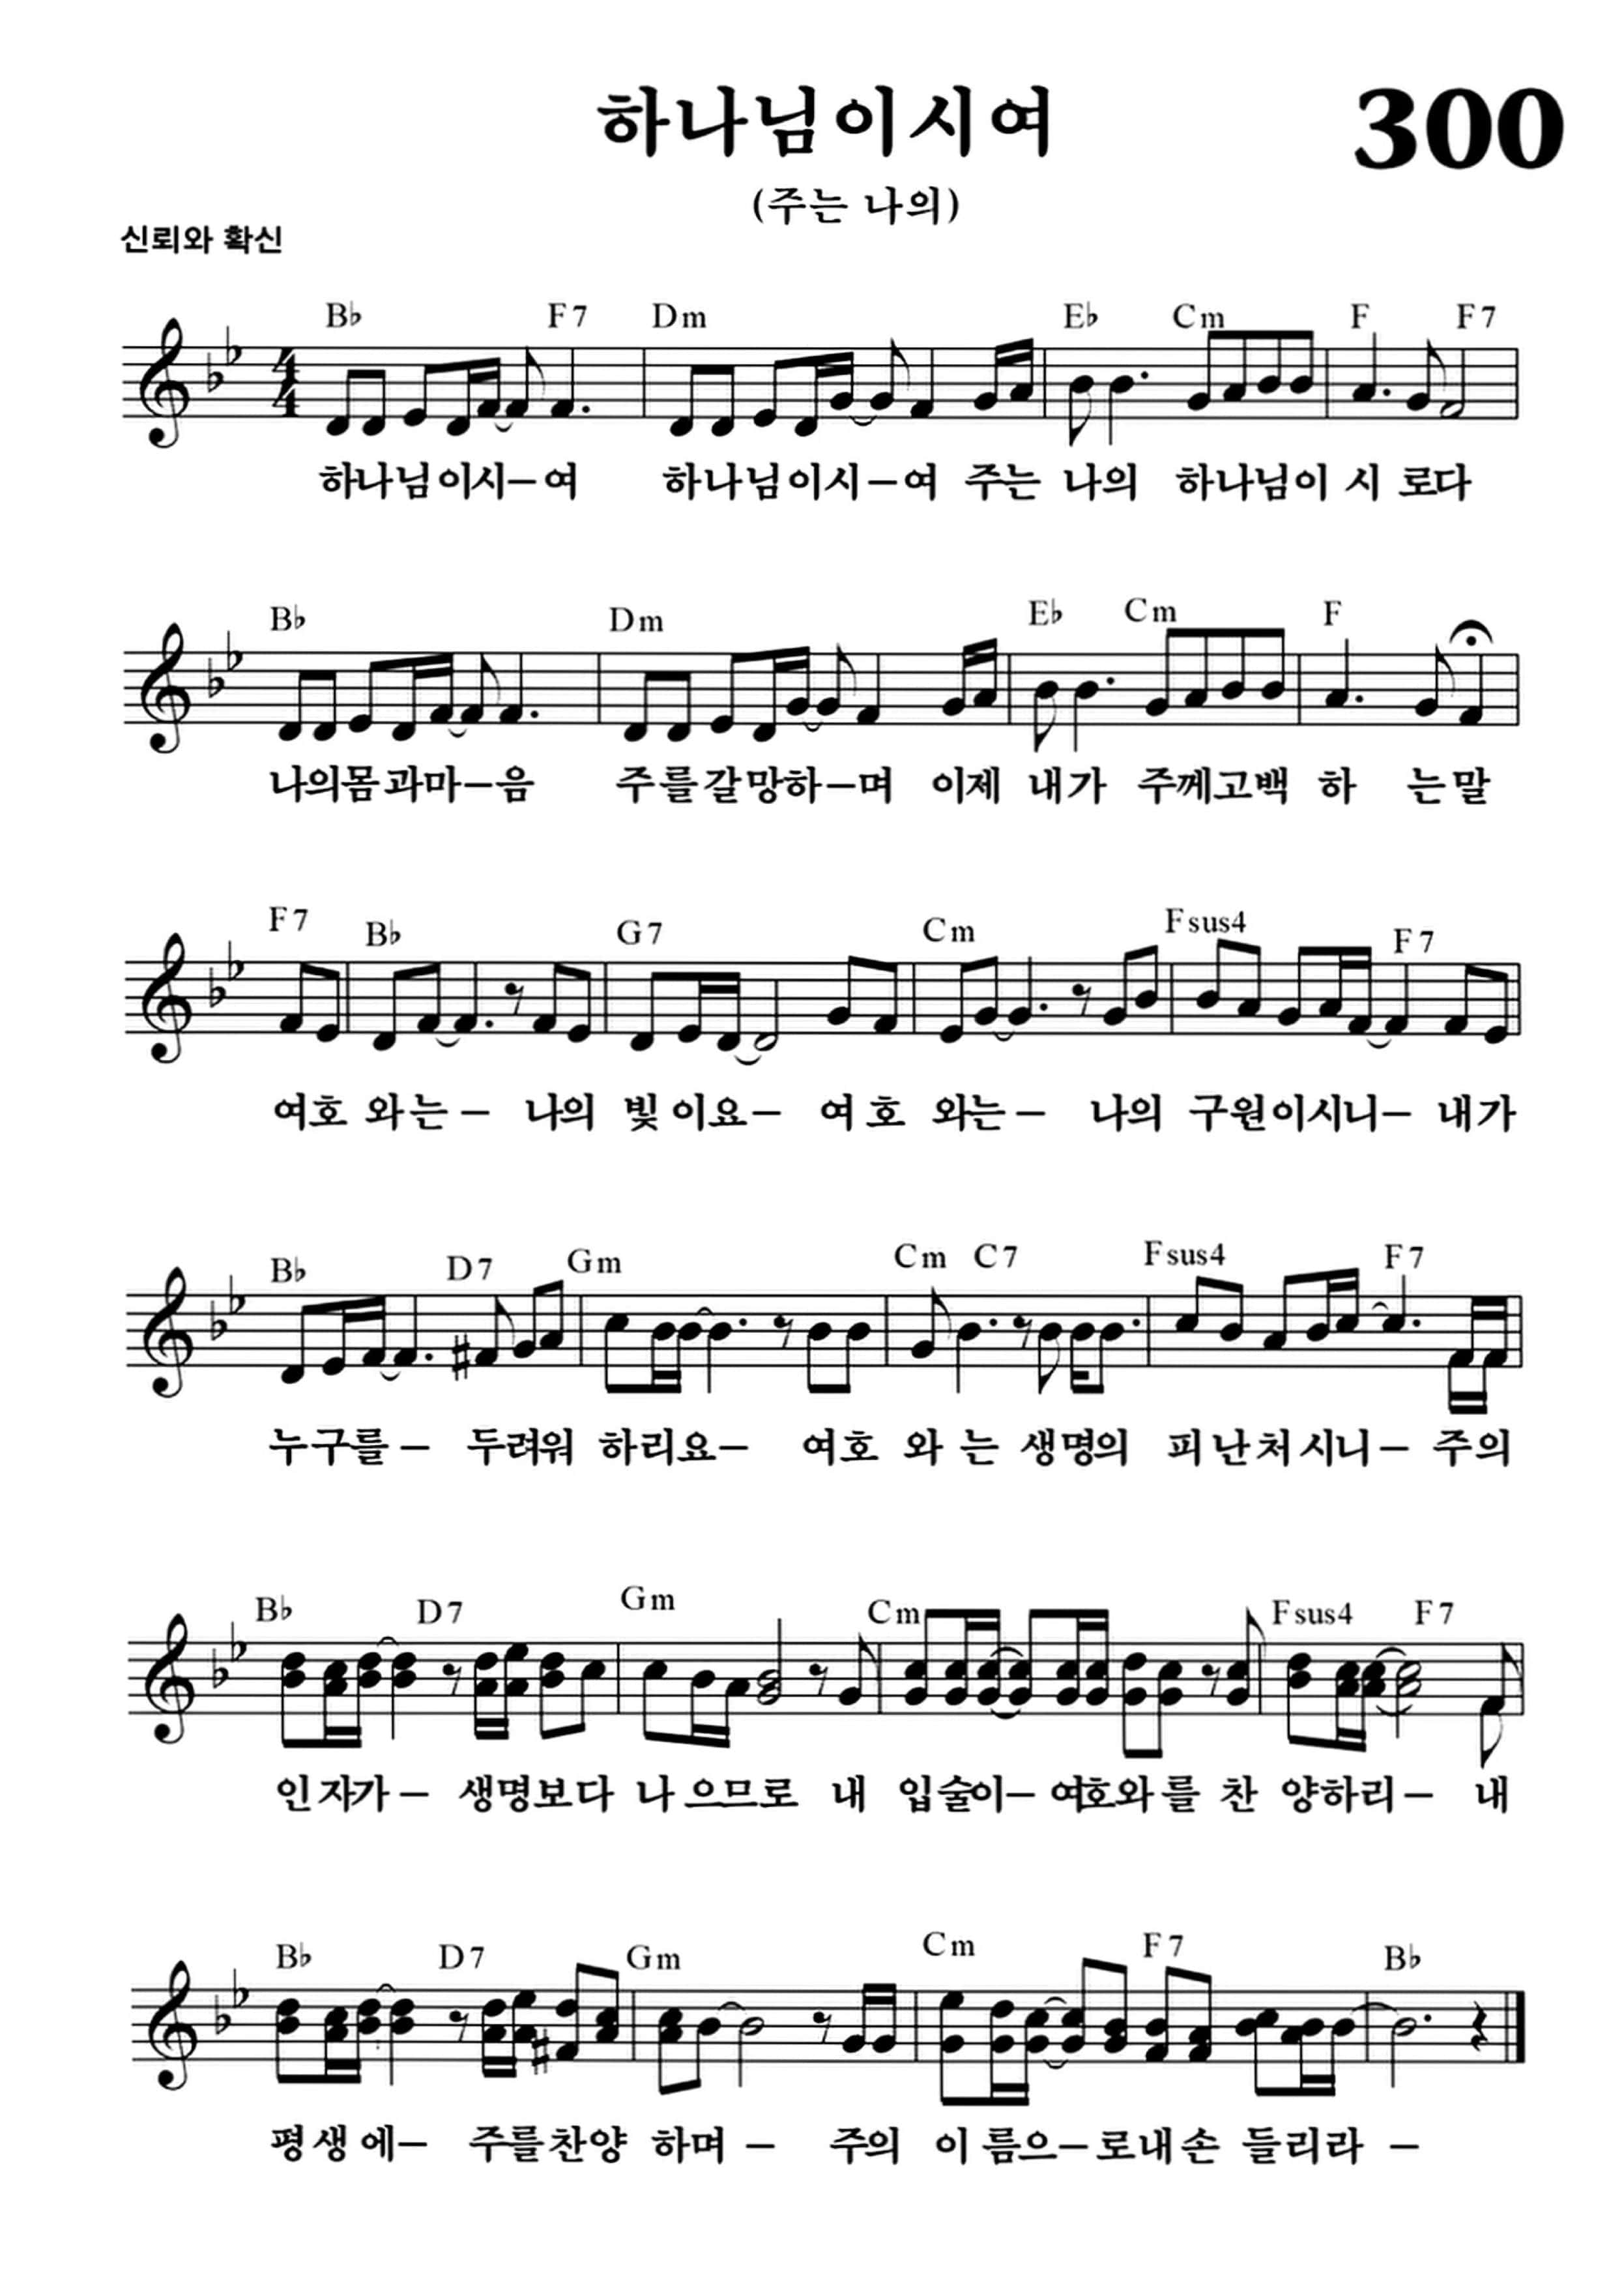 하나님이시여
300
(주는 나의)
신뢰와 확신
B♭ F7 Dm E♭ Cm F F7
4/4
하나님이시－여 하나님이시－여 주는 나의 하나님이 시 로다
B♭ Dm E♭ Cm F
나의몸과마－음 주를갈망하－며 이제 내가 주께고백 하 는말
F7 B♭ G7 Cm Fsus4 F7
여호 와는－ 나의 빛 이요－ 여호 와는－ 나의 구원이시니－ 내가
B♭ D7 Gm Cm C7 Fsus4 F7
누구를－ 두려워 하리요－ 여호 와 는 생명의 피난처시니－ 주의
B♭ D7 Gm Cm Fsus4 F7
인자가－ 생명보다 나 으므로 내 입술이－ 여호와를 찬 양하리－ 내
B♭ D7 Gm Cm F7 B♭
평생에－ 주를찬양 하며－ 주의 이름으－로내손 들리라－